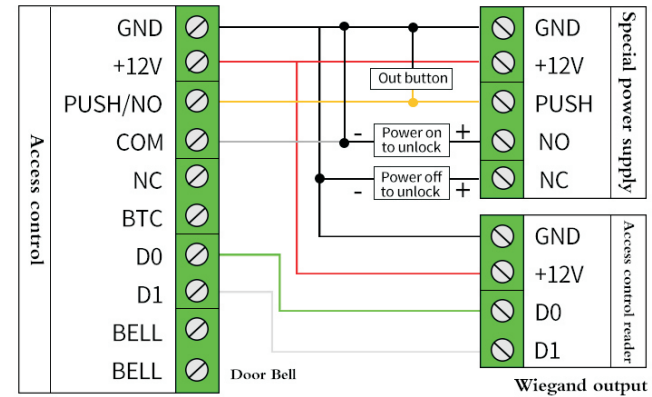 Access control
GND
+12V
PUSH/NO
COM
NC
BTC
D0
D1
BELL
BELL
Door Bell
Out button
- Power on
to unlock +
Power off
- to unlock +
GND
+12V
PUSH
NO
NC
Special power supply
GND
+12V
D0
D1
Access control reader
Wiegand output